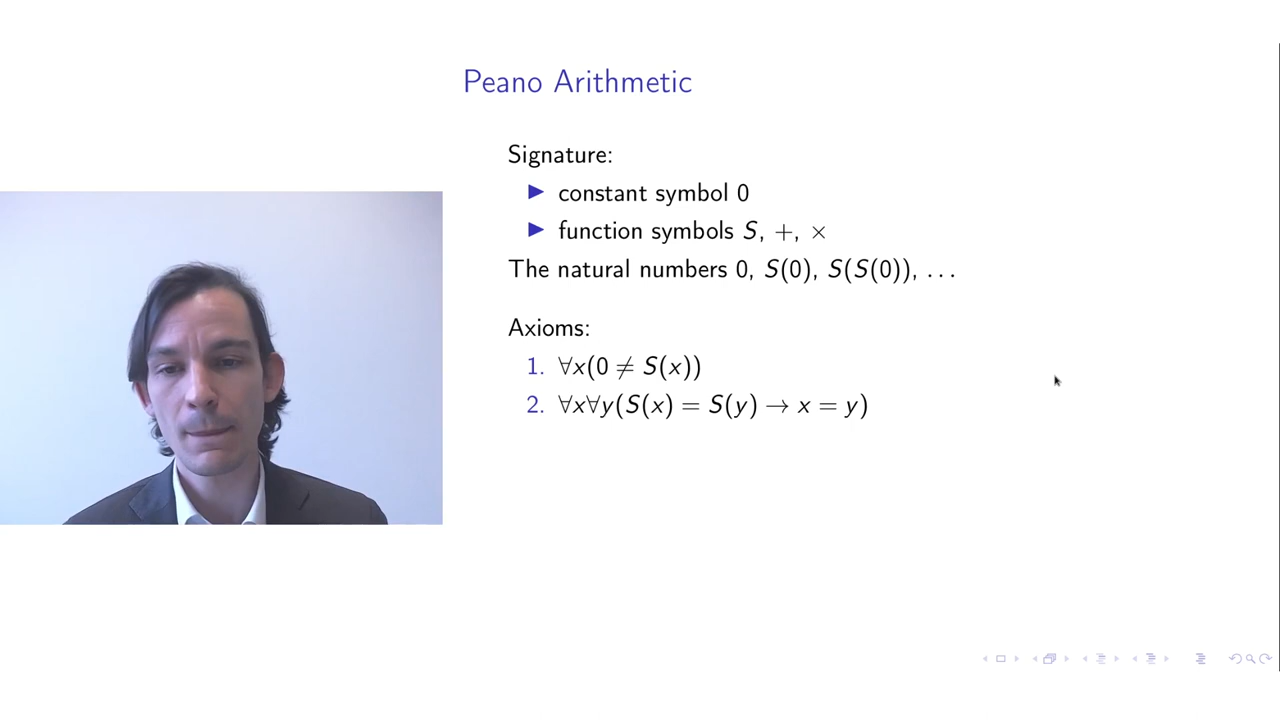 Peano Arithmetic
Signature:
▶ constant symbol 0
▶ function symbols S, +, ×
The natural numbers 0, S(0), S(S(0)), ...
Axioms:
1. ∀x(0 ≠ S(x))
2. ∀x∀y(S(x) = S(y) → x = y)